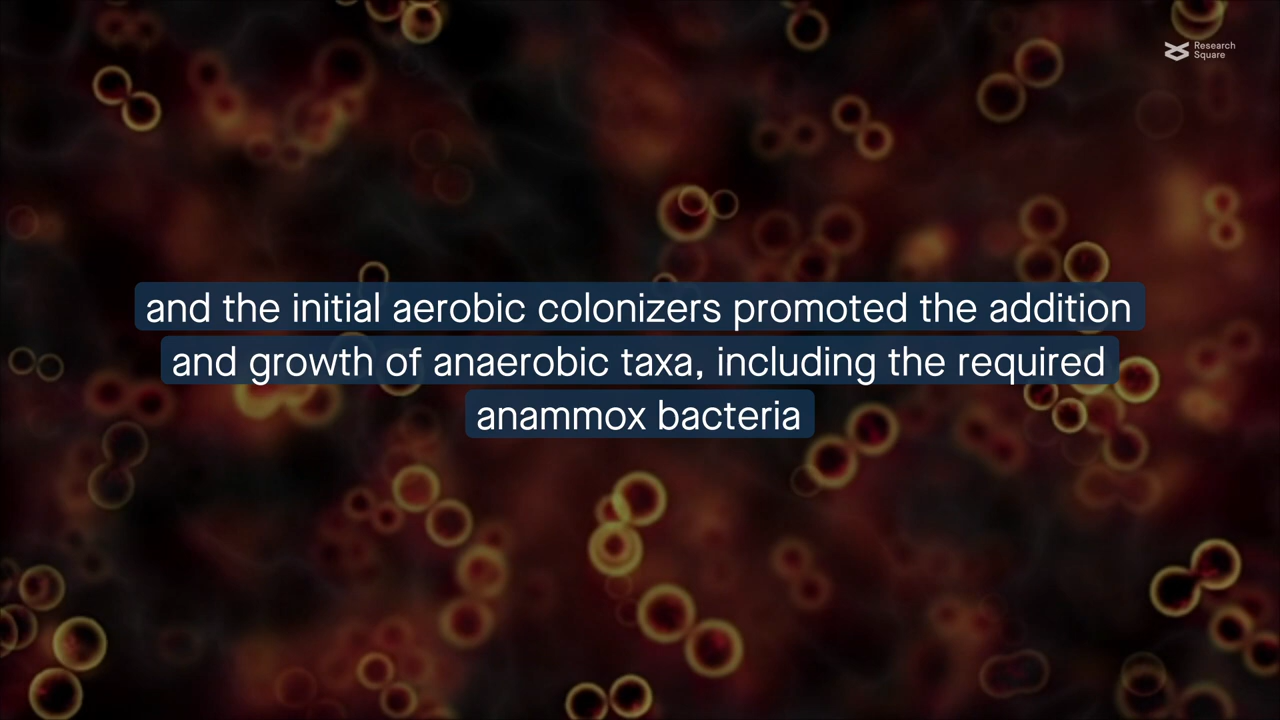 Research
Square
and the initial aerobic colonizers promoted the addition
and growth of anaerobic taxa, including the required
anammox bacteria